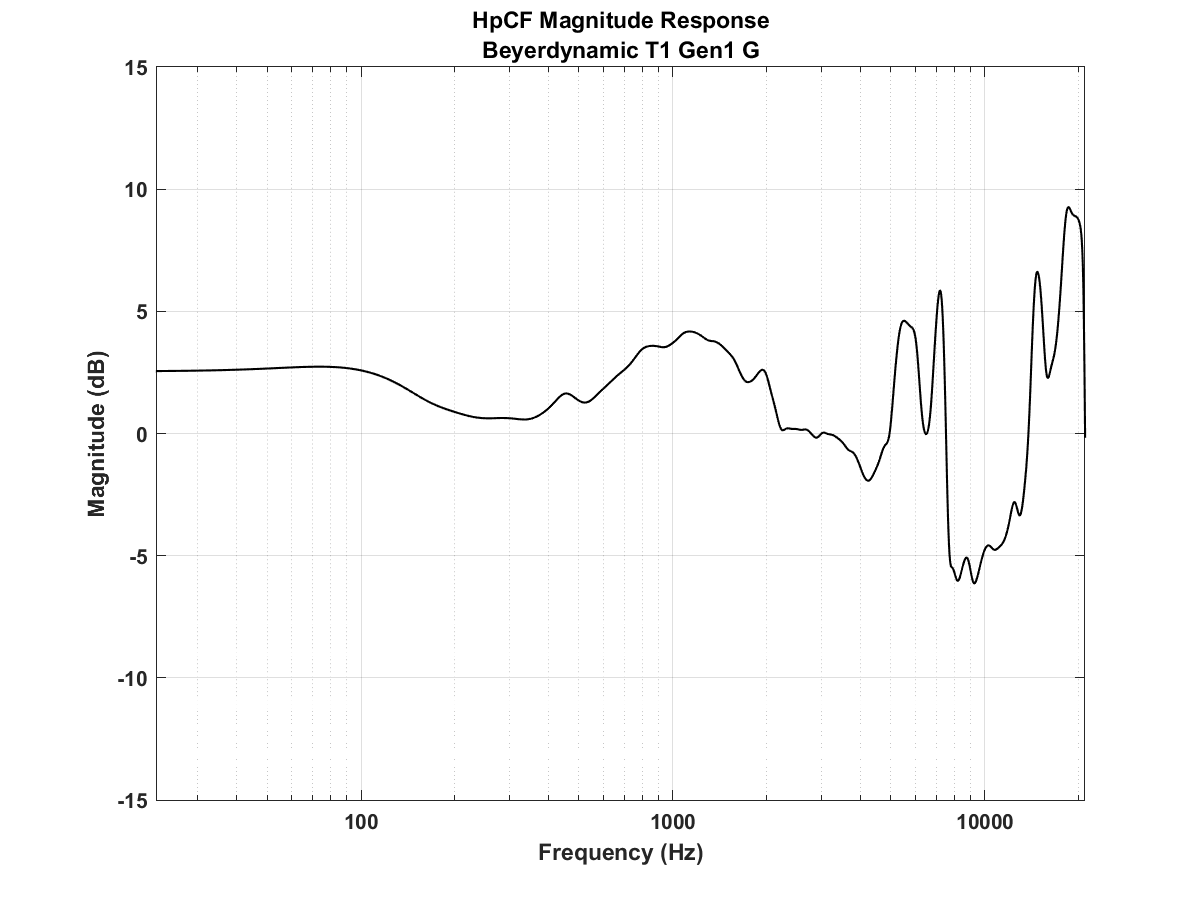 HpCF Magnitude Response
Beyerdynamic T1 Gen1 G
15
10
5
0
-5
-10
-15
Magnitude (dB)
100
1000
10000
Frequency (Hz)